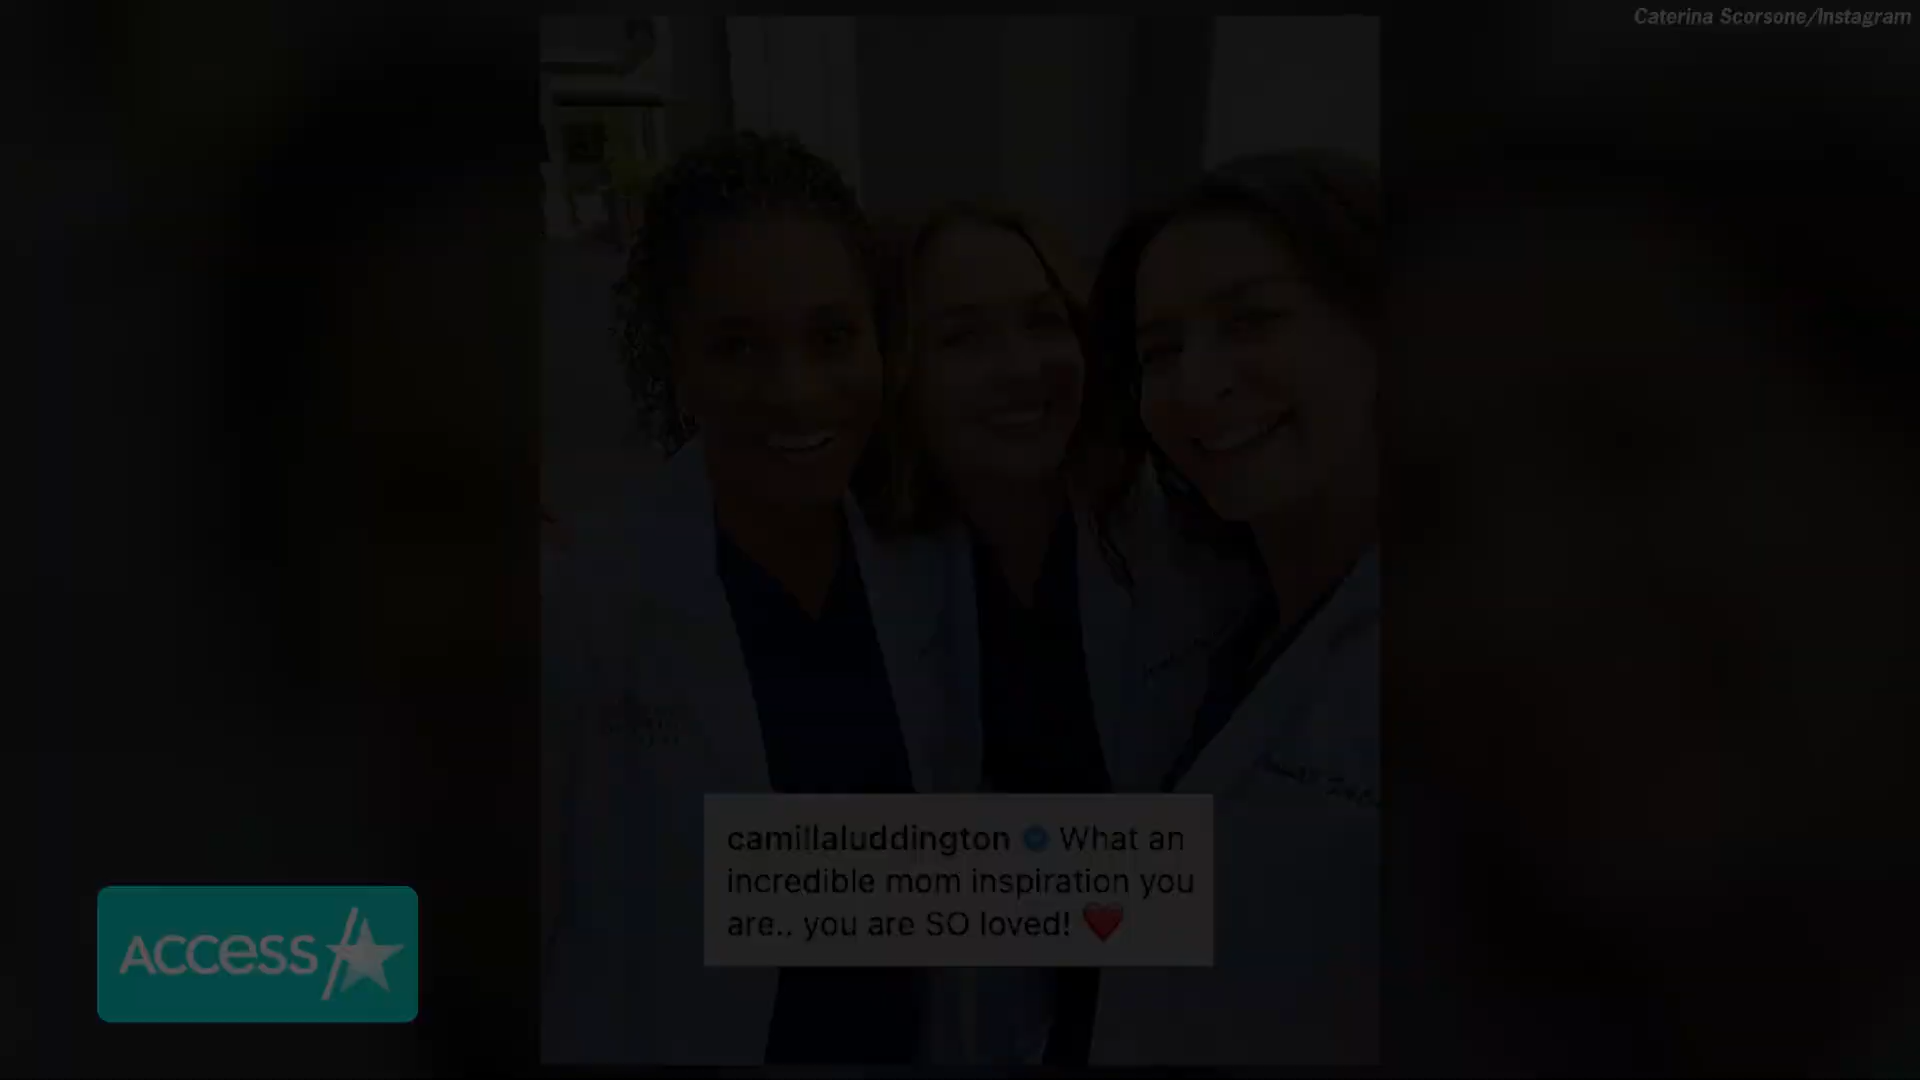 Caterina Scorsone/Instagram
camillaluddington What an
incredible mom inspiration you
are.. you are SO loved! ❤️
ACCESS